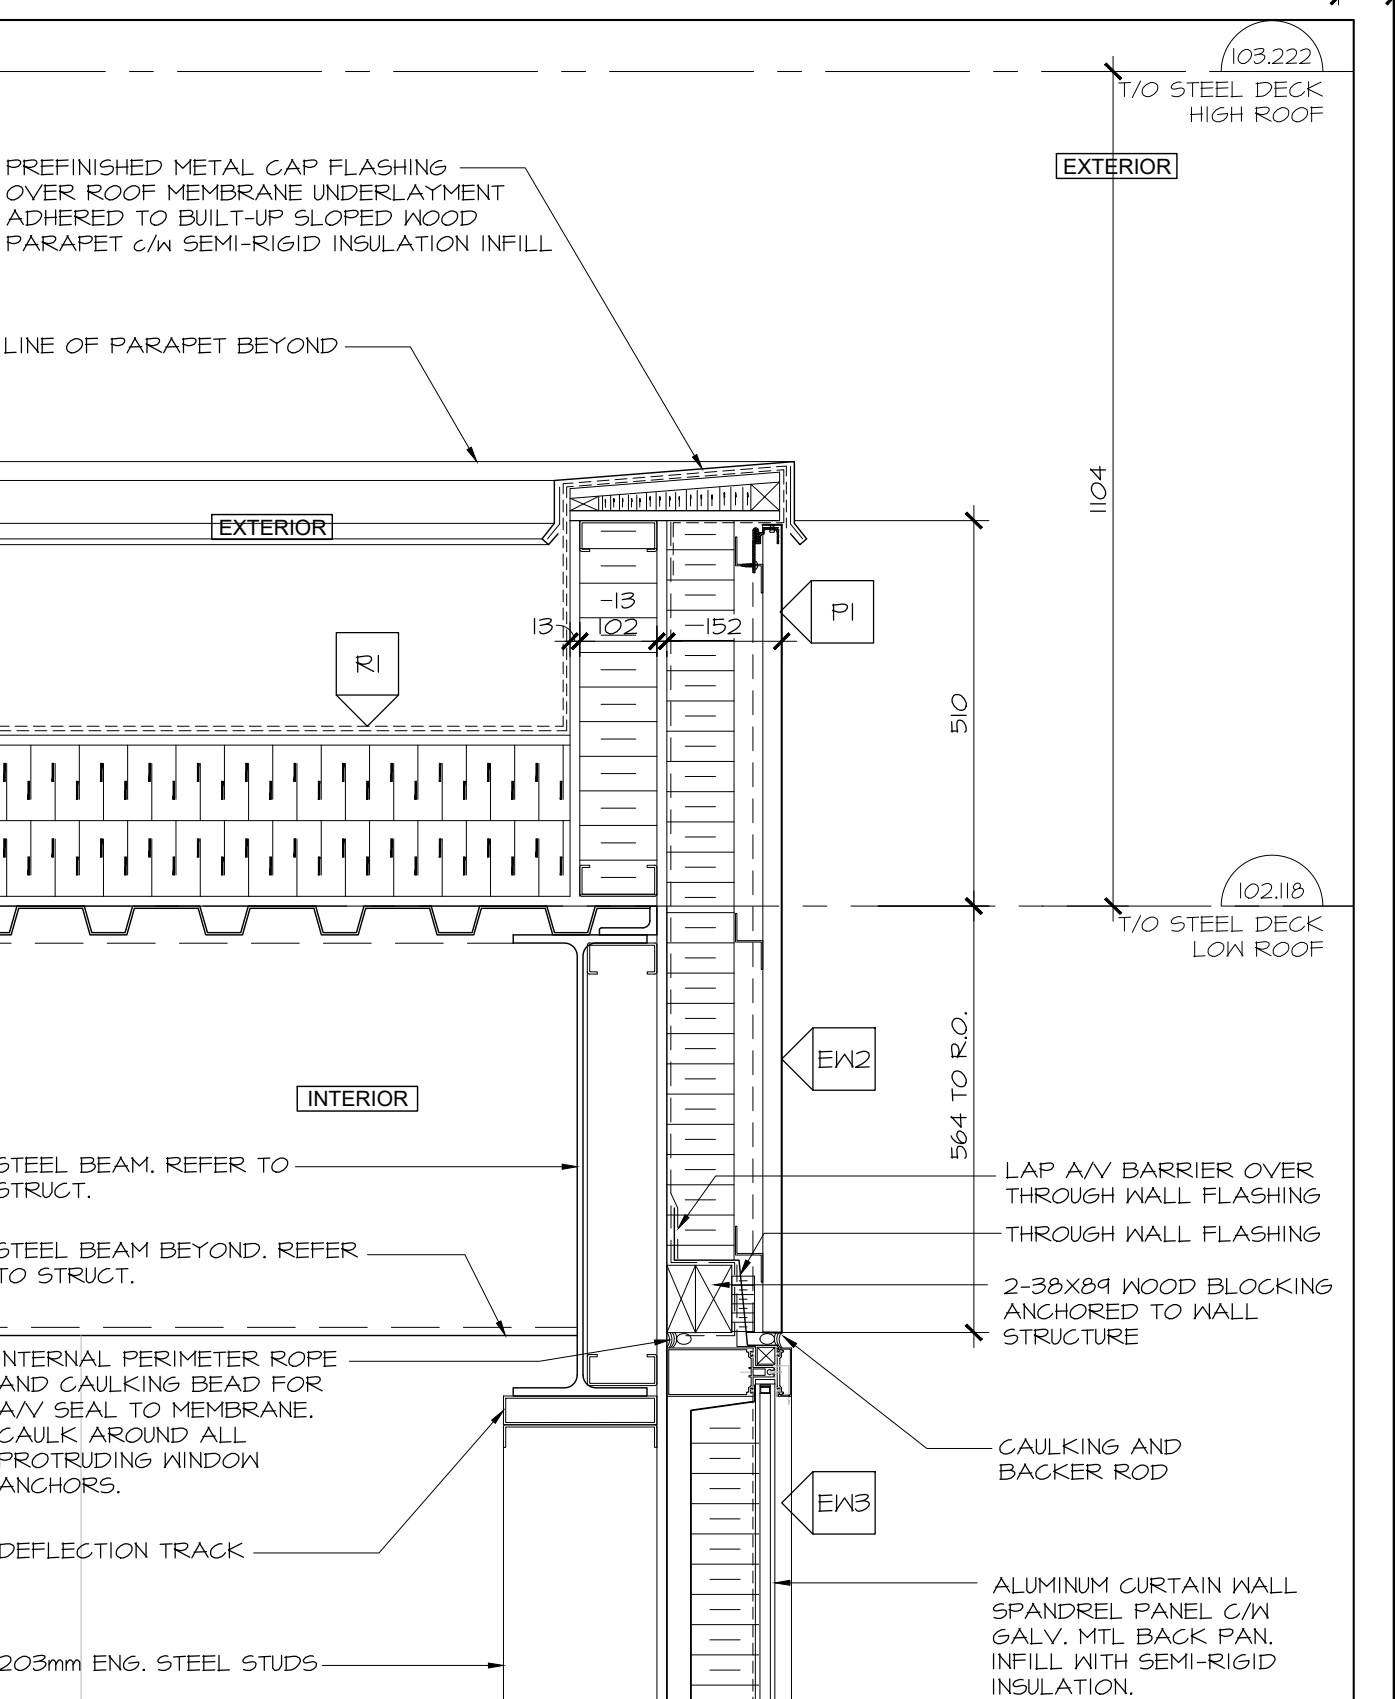 103.222
T/O STEEL DECK
HIGH ROOF
EXTERIOR
PREFINISHED METAL CAP FLASHING
OVER ROOF MEMBRANE UNDERLAYMENT
ADHERED TO BUILT-UP SLOPED WOOD
PARAPET c/w SEMI-RIGID INSULATION INFILL
LINE OF PARAPET BEYOND
1104
EXTERIOR
13
102
13
152
P1
R1
510
102.118
T/O STEEL DECK
LOW ROOF
EW2
564 TO R.O.
INTERIOR
STEEL BEAM. REFER TO
STRUCT.
STEEL BEAM BEYOND. REFER
TO STRUCT.
INTERNAL PERIMETER ROPE
AND CAULKING BEAD FOR
A/V SEAL TO MEMBRANE.
CAULK AROUND ALL
PROTRUDING WINDOW
ANCHORS.
DEFLECTION TRACK
203mm ENG. STEEL STUDS
LAP A/V BARRIER OVER
THROUGH WALL FLASHING
THROUGH WALL FLASHING
2-38X89 WOOD BLOCKING
ANCHORED TO WALL
STRUCTURE
CAULKING AND
BACKER ROD
EW3
ALUMINUM CURTAIN WALL
SPANDREL PANEL C/W
GALV. MTL BACK PAN.
INFILL WITH SEMI-RIGID
INSULATION.